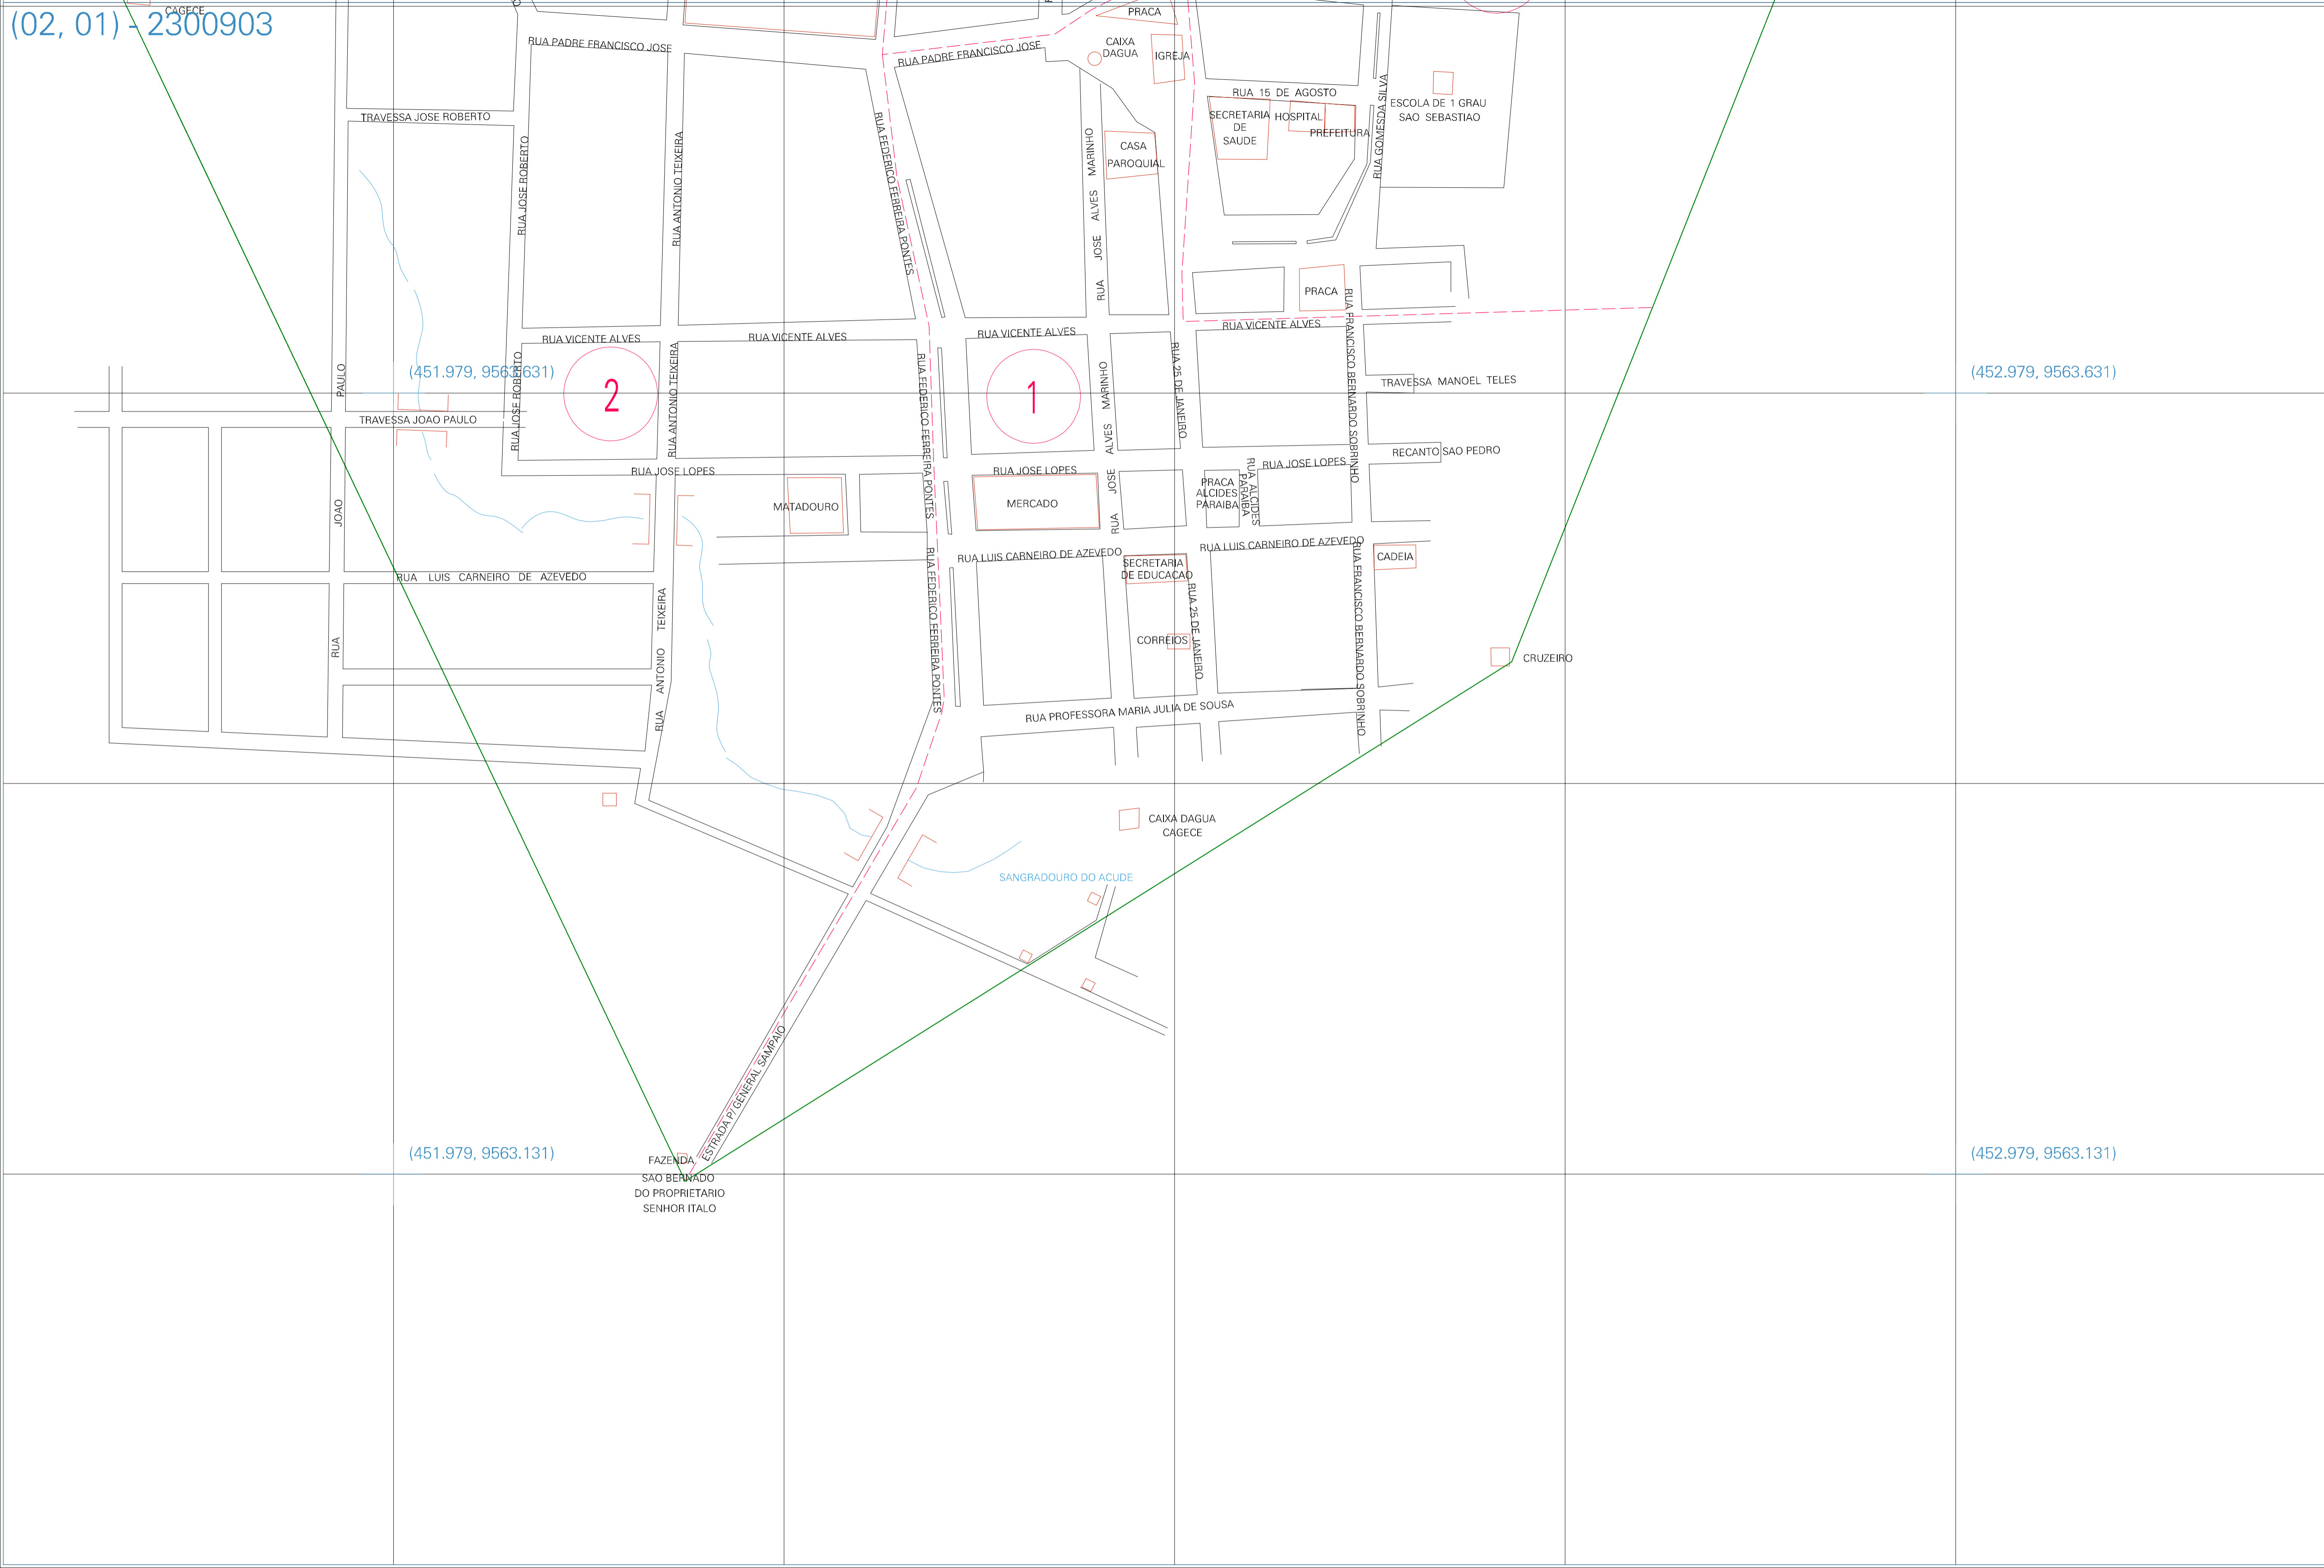 CAGECE
(02, 01) - 2300903
PRACA
RUA PADRE FRANCISCO JOSE
RUA PADRE FRANCISCO JOSE
CAIXA
DAGUA
IGREJA
RUA 15 DE AGOSTO
ESCOLA DE 1 GRAU
SAO SEBASTIAO
SECRETARIA
DE
SAUDE
HOSPITAL
PREFEITURA
RUA GOMES DA SILVA
TRAVESSA JOSE ROBERTO
RUA JOSE ROBERTO
RUA ANTONIO TEIXEIRA
RUA FEDERICO FERREIRA PONTES
RUA JOSE ALVES MARINHO
CASA
PAROQUIAL
PRACA
RUA VICENTE ALVES
RUA VICENTE ALVES
RUA VICENTE ALVES
RUA VICENTE ALVES
RUA FRANCISCO BERNARDO SOBRINHO
(451.979, 9563.631)
(452.979, 9563.631)
2
1
RUA JOSE ROBERTO
RUA ANTONIO TEIXEIRA
RUA FEDERICO FERREIRA PONTES
RUA JOSE ALVES MARINHO
RUA 25 DE JANEIRO
TRAVESSA MANOEL TELES
TRAVESSA JOAO PAULO
RUA JOAO PAULO
RECANTO SAO PEDRO
RUA JOSE LOPES
RUA JOSE LOPES
RUA JOSE LOPES
MATADOURO
MERCADO
PRACA
ALCIDES
PARAIBA
RUA ALCIDES
PARAIBA
RUA LUIS CARNEIRO DE AZEVEDO
RUA LUIS CARNEIRO DE AZEVEDO
RUA LUIS CARNEIRO DE AZEVEDO
SECRETARIA
DE EDUCACAO
CADEIA
RUA ANTONIO TEIXEIRA
RUA FEDERICO FERREIRA PONTES
RUA 25 DE JANEIRO
RUA FRANCISCO BERNARDO SOBRINHO
CORREIOS
CRUZEIRO
RUA PROFESSORA MARIA JULIA DE SOUSA
CAIXA DAGUA
CAGECE
SANGRADOURO DO ACUDE
ESTRADA P/ GENERAL SAMPAIO
(451.979, 9563.131)
(452.979, 9563.131)
FAZENDA
SAO BERNADO
DO PROPRIETARIO
SENHOR ITALO